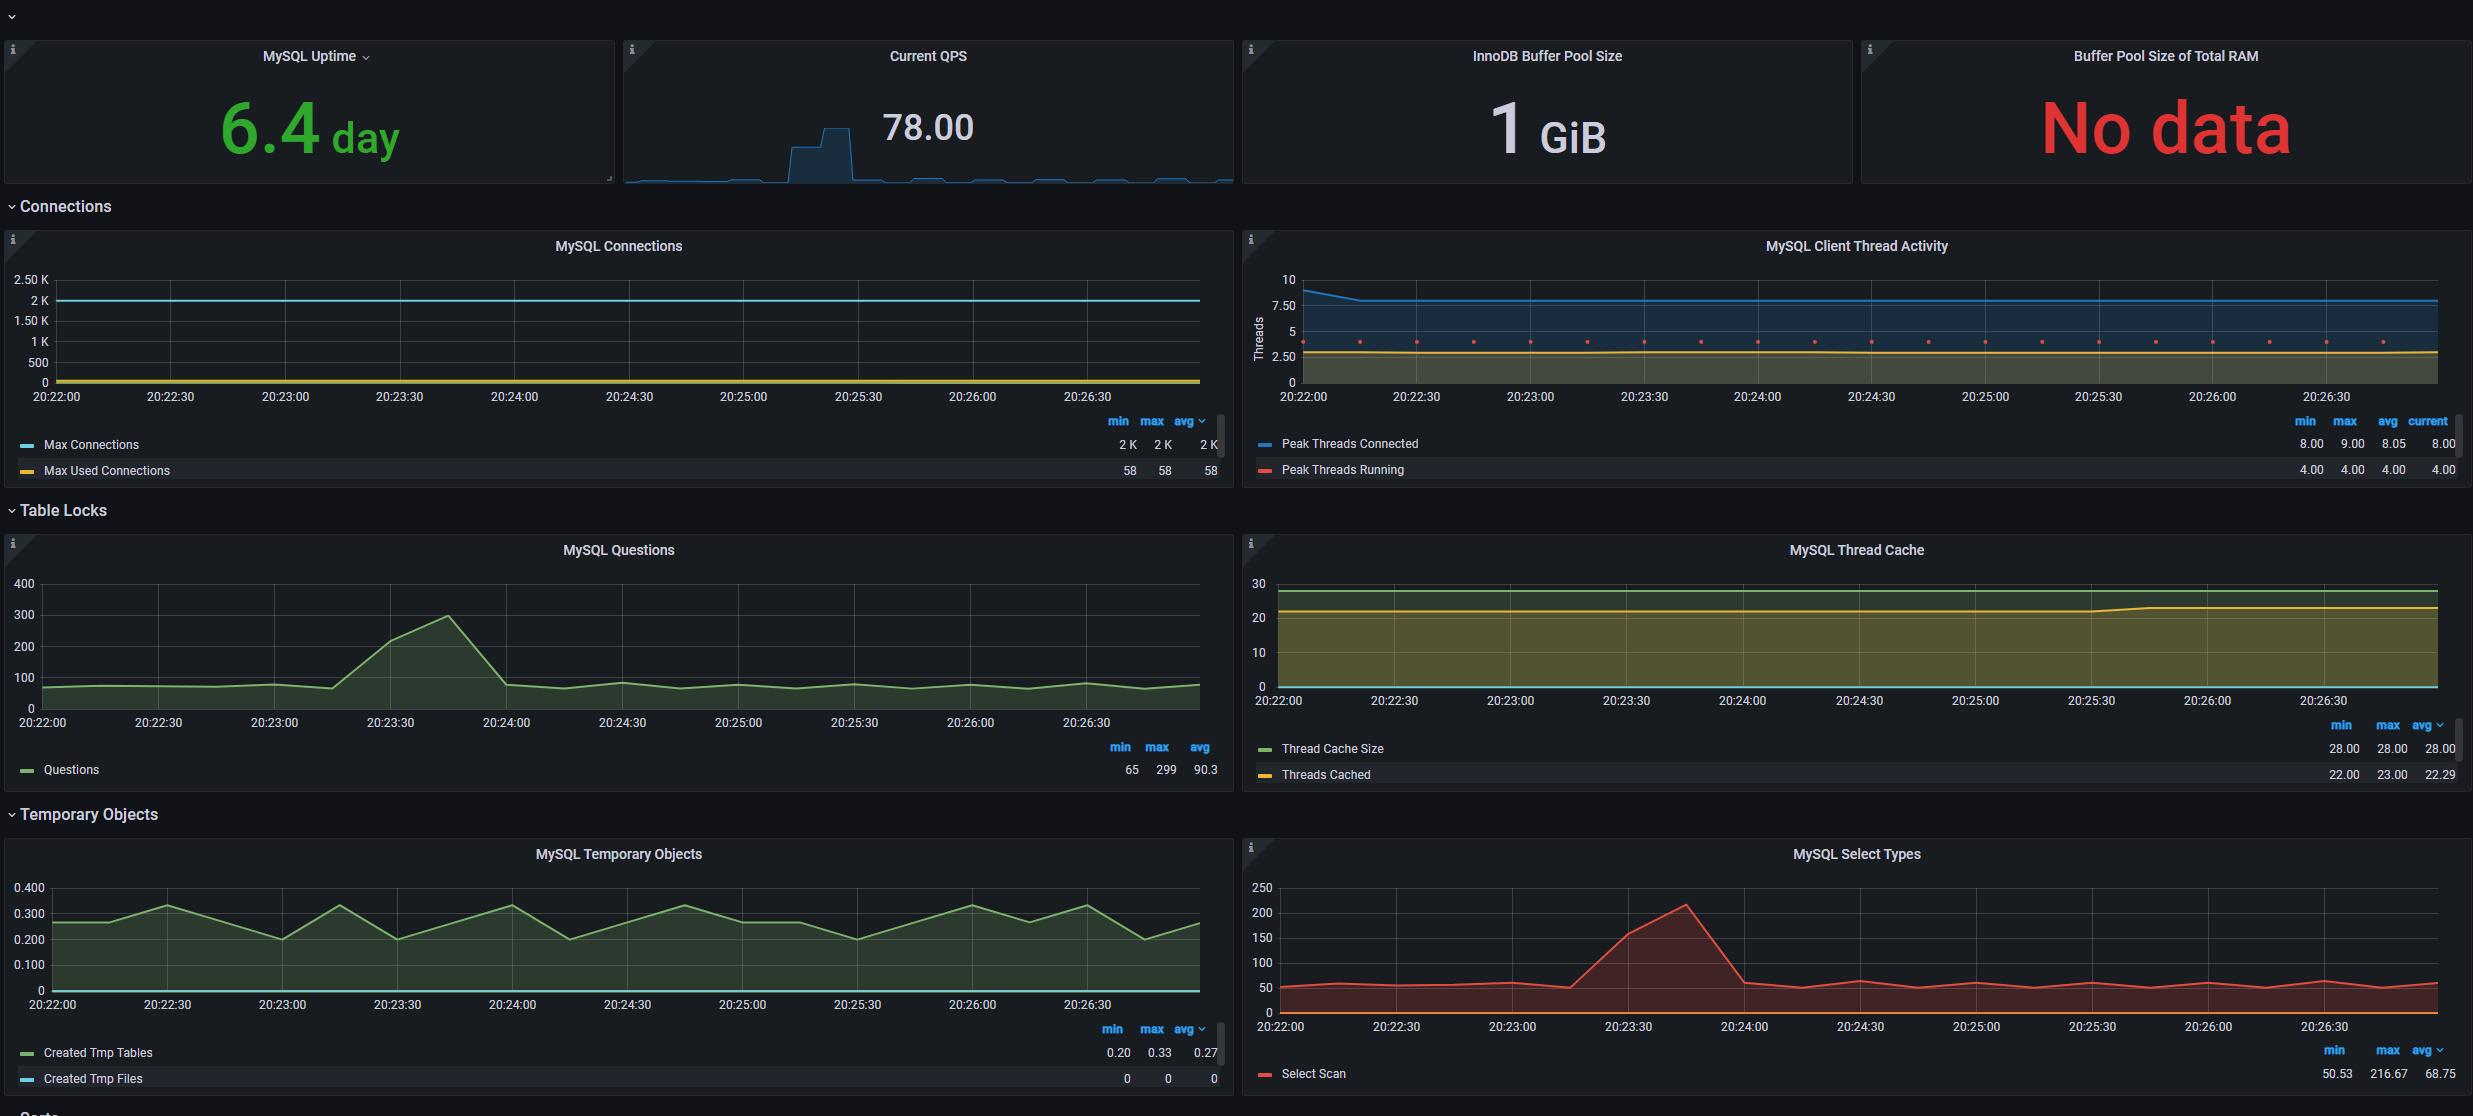 MySQL Uptime
6.4 day
Current QPS
78.00
InnoDB Buffer Pool Size
1 GiB
Buffer Pool Size of Total RAM
No data
Connections
MySQL Connections
2.50 K
2 K
1.50 K
1 K
500
0
20:22:00 20:22:30 20:23:00 20:23:30 20:24:00 20:24:30 20:25:00 20:25:30 20:26:00 20:26:30
min max avg
Max Connections 2 K 2 K 2 K
Max Used Connections 58 58 58
MySQL Client Thread Activity
Threads
10
7.50
5
2.50
0
20:22:00 20:22:30 20:23:00 20:23:30 20:24:00 20:24:30 20:25:00 20:25:30 20:26:00 20:26:30
min max avg current
Peak Threads Connected 8.00 9.00 8.05 8.00
Peak Threads Running 4.00 4.00 4.00 4.00
Table Locks
MySQL Questions
400
300
200
100
0
20:22:00 20:22:30 20:23:00 20:23:30 20:24:00 20:24:30 20:25:00 20:25:30 20:26:00 20:26:30
min max avg
Questions 65 299 90.3
MySQL Thread Cache
30
20
10
0
20:22:00 20:22:30 20:23:00 20:23:30 20:24:00 20:24:30 20:25:00 20:25:30 20:26:00 20:26:30
min max avg
Thread Cache Size 28.00 28.00 28.00
Threads Cached 22.00 23.00 22.29
Temporary Objects
MySQL Temporary Objects
0.400
0.300
0.200
0.100
0
20:22:00 20:22:30 20:23:00 20:23:30 20:24:00 20:24:30 20:25:00 20:25:30 20:26:00 20:26:30
min max avg
Created Tmp Tables 0.20 0.33 0.27
Created Tmp Files 0 0 0
MySQL Select Types
250
200
150
100
50
0
20:22:00 20:22:30 20:23:00 20:23:30 20:24:00 20:24:30 20:25:00 20:25:30 20:26:00 20:26:30
min max avg
Select Scan 50.53 216.67 68.75